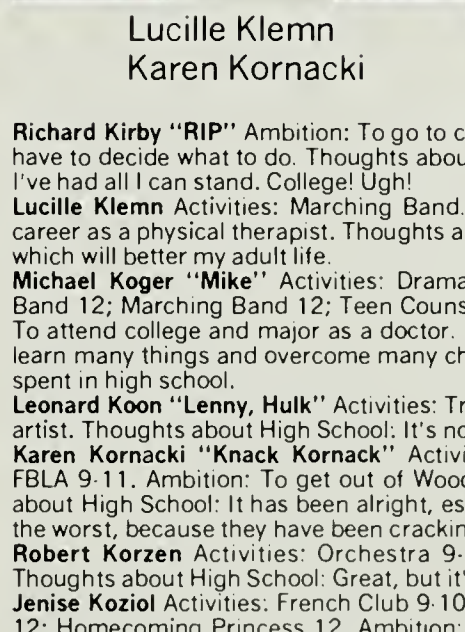 Lucille Klemn
Karen Kornacki
Richard Kirby "RIP" Ambition: To go to c
have to decide what to do. Thoughts abou
I've had all I can stand. College! Ugh!
Lucille Klemn Activities: Marching Band.
career as a physical therapist. Thoughts a
which will better my adult life.
Michael Koger "Mike" Activities: Drama
Band 12; Marching Band 12; Teen Couns
To attend college and major as a doctor.
learn many things and overcome many ch
spent in high school.
Leonard Koon "Lenny, Hulk" Activities: Tr
artist. Thoughts about High School: It's no
Karen Kornacki "Knack Kornack" Activi
FBLA 9-11. Ambition: To get out of Wood
about High School: It has been alright, es
the worst, because they have been crackin
Robert Korzen Activities: Orchestra 9-
Thoughts about High School: Great, but it'
Jenise Koziol Activities: French Club 9-10
12; Homecoming Princess 12. Ambition: